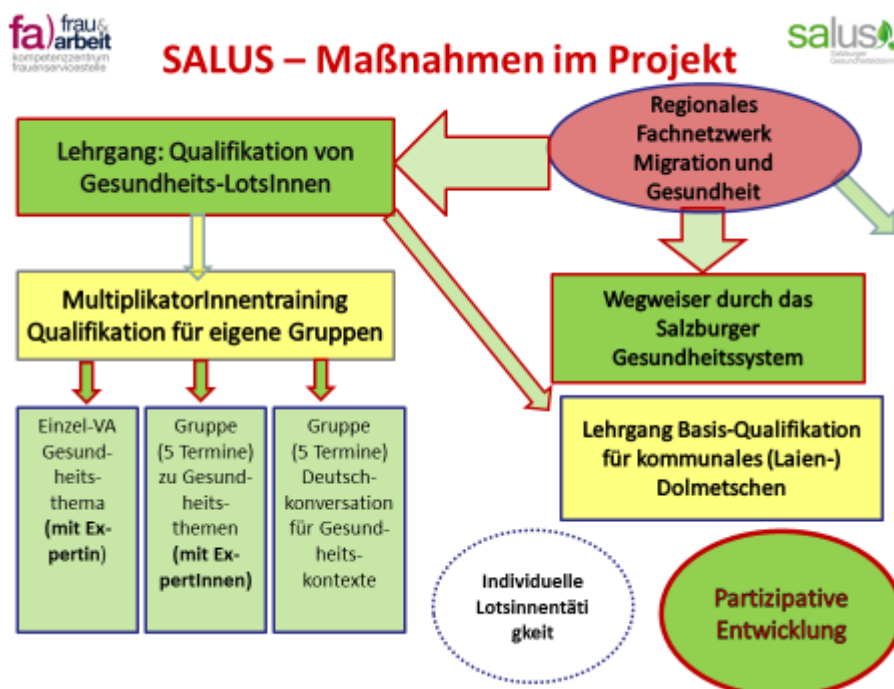 fa) frau&
arbeit
kompetenzzentrum
frauenservicestelle
SALUS – Maßnahmen im Projekt
salus
Salzburger
Regionales
Fachnetzwerk
Migration und
Gesundheit
Lehrgang: Qualifikation von
Gesundheits-LotsInnen
MultiplikatorInnentraining
Qualifikation für eigene Gruppen
Wegweiser durch das
Salzburger
Gesundheitssystem
Einzel-VA
Gesund-
heits-
thema
(mit Ex-
pertin)
Gruppe
(5 Termine)
zu Gesund-
heits-
themen
(mit Ex-
pertInnen)
Gruppe
(5 Termine)
Deutsch-
konversation
für Gesund-
heits-
kontexte
Lehrgang Basis-Qualifikation
für kommunales (Laien-)
Dolmetschen
Individuelle
Lotsinnentäti
gkeit
Partizipative
Entwicklung